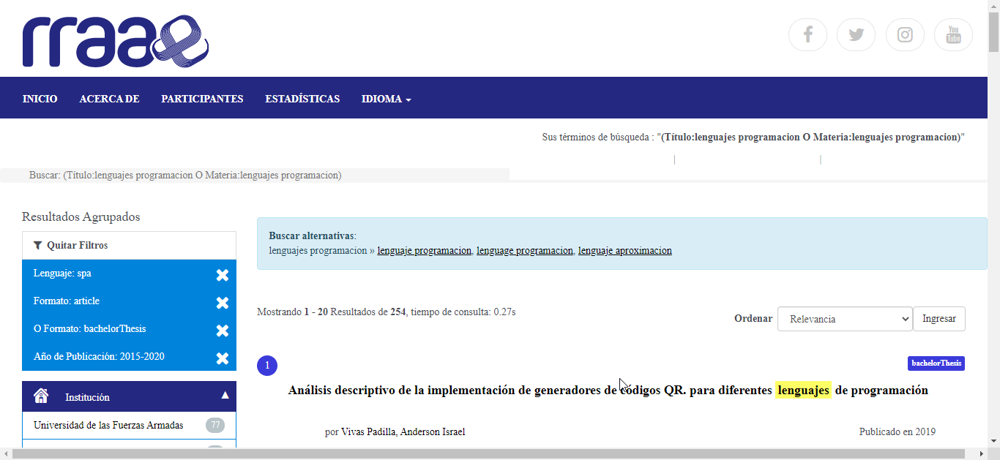 rraae
You
Tube
INICIO ACERCA DE PARTICIPANTES ESTADÍSTICAS IDIOMA
Sus términos de búsqueda : "(Título:lenguajes programacion O Materia:lenguajes programacion)"
Buscar: (Título:lenguajes programacion O Materia:lenguajes programacion)
Resultados Agrupados
Quitar Filtros
Lenguaje: spa
Formato: article
O Formato: bachelorThesis
Año de Publicación: 2015-2020
Institución
Universidad de las Fuerzas Armadas 77
Buscar alternativas:
lenguajes programacion » lenguaje programacion, lenguage programacion, lenguaje aproximacion
Mostrando 1 - 20 Resultados de 254, tiempo de consulta: 0.27s
Ordenar Relevancia Ingresar
1 bachelorThesis
Análisis descriptivo de la implementación de generadores de códigos QR. para diferentes lenguajes de programación
por Vivas Padilla, Anderson Israel Publicado en 2019